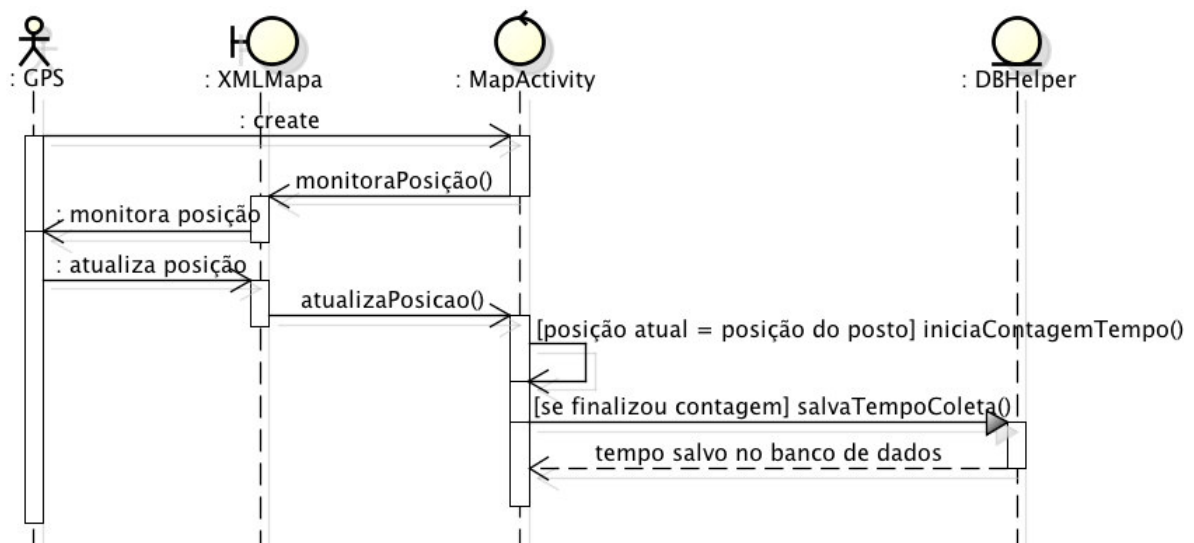 : GPS
: XMLMapa
: MapActivity
: DBHelper
: create
monitoraPosição()
: monitora posição
: atualiza posição
atualizaPosicao()
[posição atual = posição do posto] iniciaContagemTempo()
[se finalizou contagem] salvaTempoColeta()
tempo salvo no banco de dados